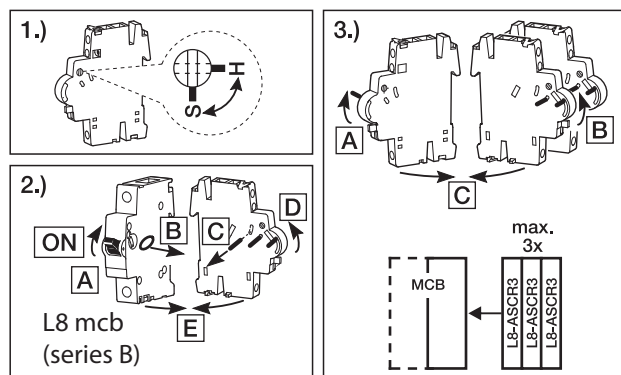 1.)
H
S
2.)
ON
A
B
C
D
E
L8 mcb
(series B)
3.)
A
B
C
max.
3x
MCB
L8-ASCR3
L8-ASCR3
L8-ASCR3